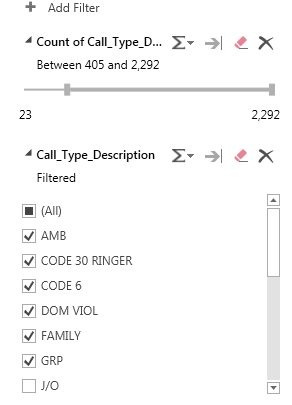 Add Filter
Count of Call_Type_D...
Between 405 and 2,292
23 2,292
Call_Type_Description
Filtered
(All)
AMB
CODE 30 RINGER
CODE 6
DOM VIOL
FAMILY
GRP
J/O